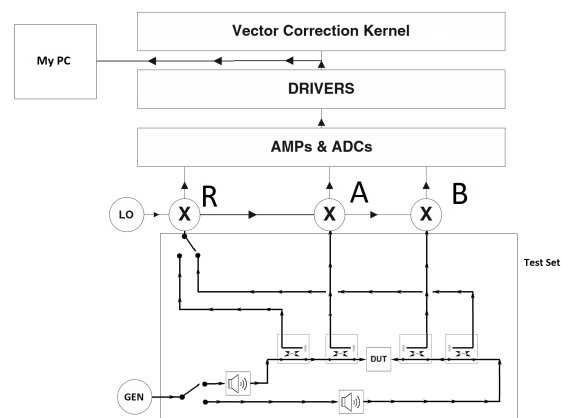 Vector Correction Kernel
My PC
DRIVERS
AMPs & ADCs
R
A
B
LO
X
X
X
Test Set
DUT
GEN